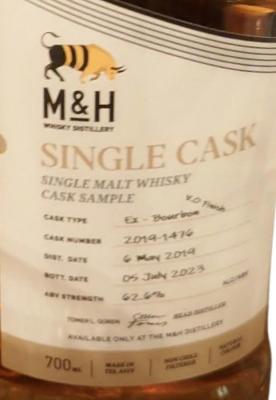 M&H
WHISKY DISTILLERY
SINGLE CASK
SINGLE MALT WHISKY
CASK SAMPLE
CASK TYPE Ex - Bourbon X.O Finish
CASK NUMBER 2019-1476
DIST. DATE 6 May 2019
BOTT. DATE 05 July 2023
ABV STRENGTH 62.6% ALC/ABV
TOMER L. GOREN HEAD DISTILLER
AVAILABLE ONLY AT THE M&H DISTILLERY
700ML MADE IN TEL AVIV NON CHILL FILTERED NATURAL COLOUR